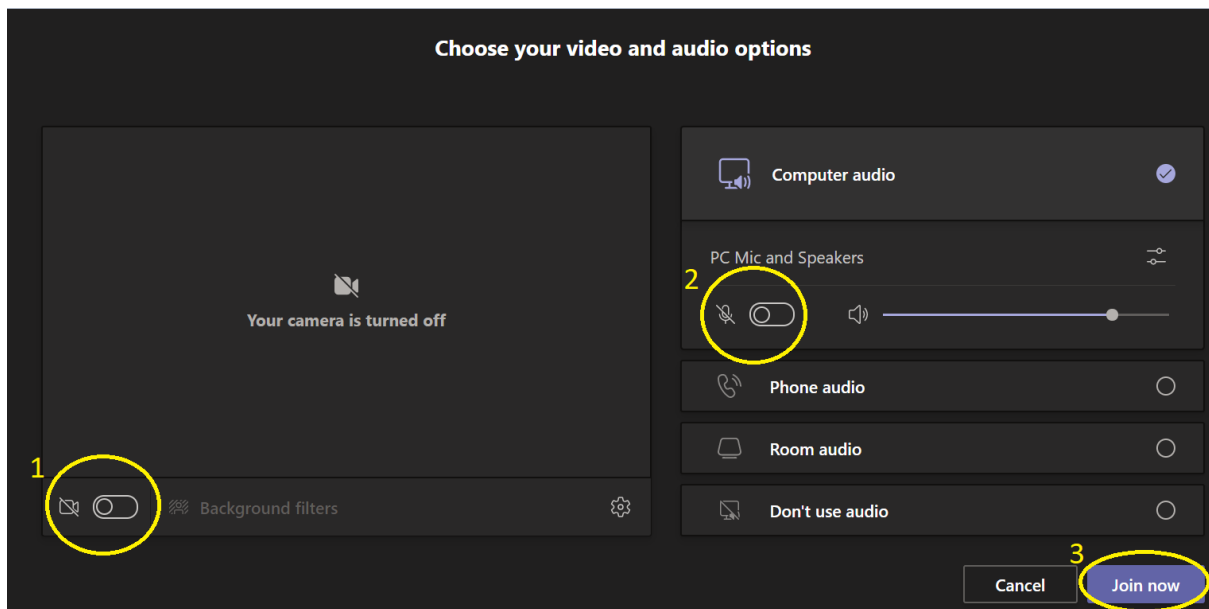 Choose your video and audio options
Your camera is turned off
1
Background filters
Computer audio
PC Mic and Speakers
2
Phone audio
Room audio
Don't use audio
3
Cancel
Join now